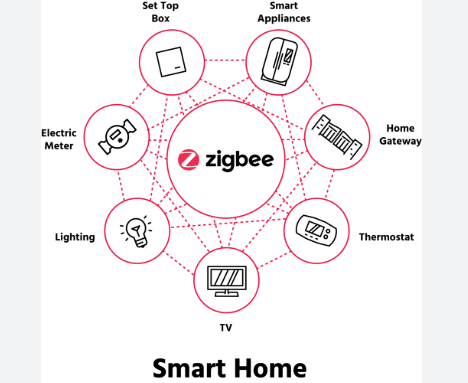 Set Top
Box
Smart
Appliances
Electric
Meter
Home
Gateway
zigbee
Lighting
Thermostat
TV
Smart Home